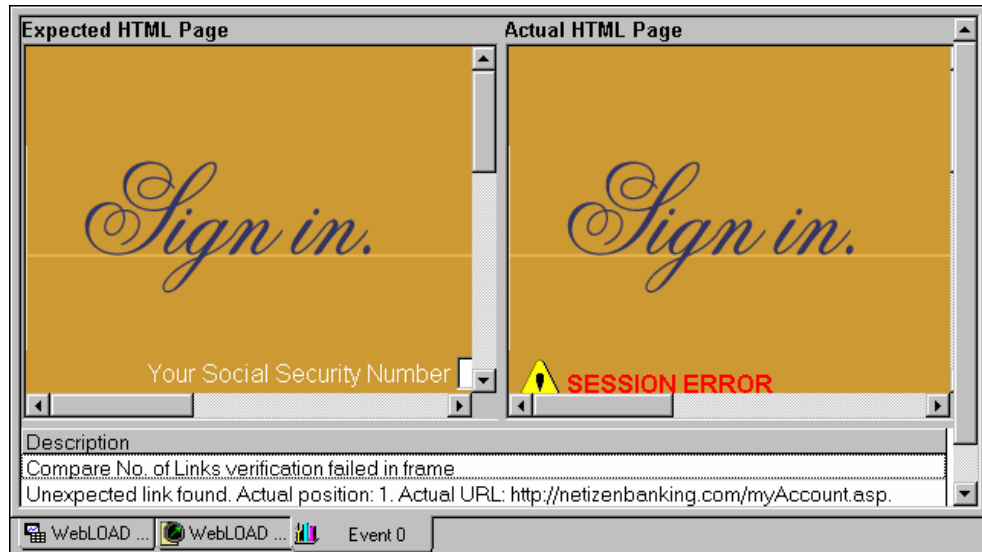 Expected HTML Page
Actual HTML Page
Sign in.
Sign in.
Your Social Security Number
SESSION ERROR
Description
Compare No. of Links verification failed in frame
Unexpected link found. Actual position: 1. Actual URL: http://netizenbanking.com/myAccount.asp.
WebLOAD ...
WebLOAD ...
Event 0